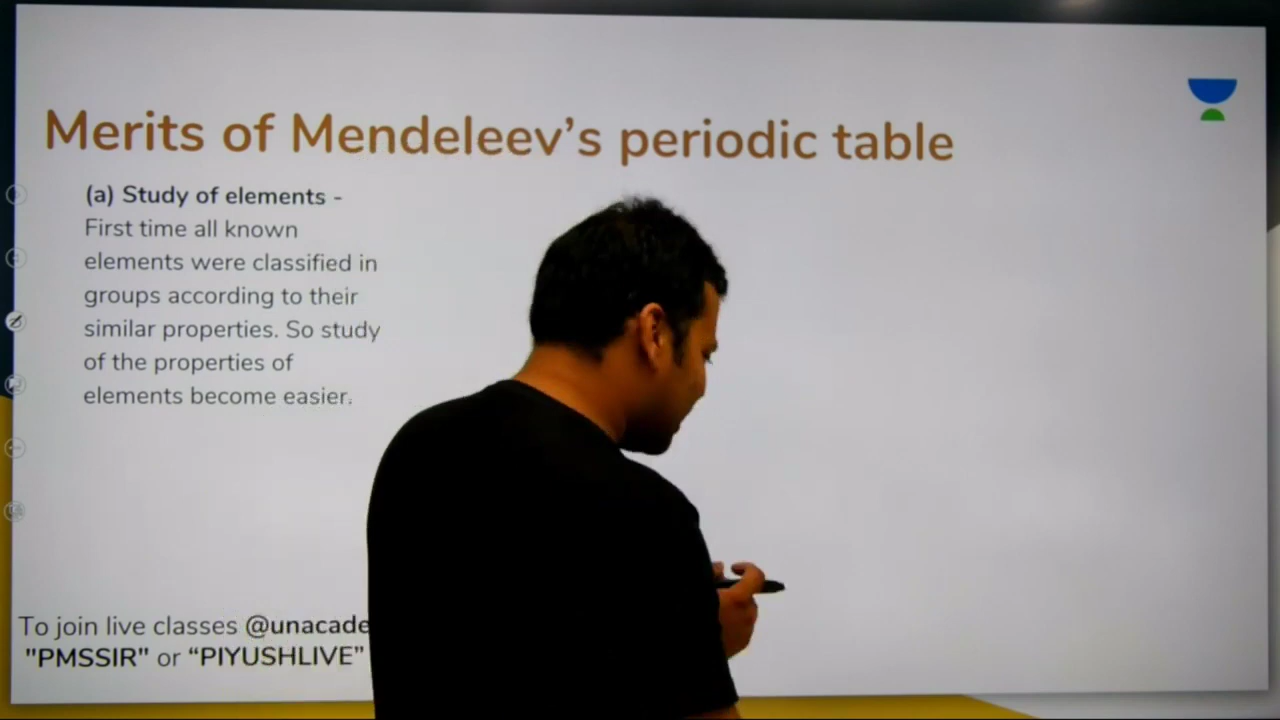 Merits of Mendeleev's periodic table
(a) Study of elements -
First time all known
elements were classified in
groups according to their
similar properties. So study
of the properties of
elements become easier.
To join live classes @unacade
"PMSSIR" or “PIYUSHLIVE”